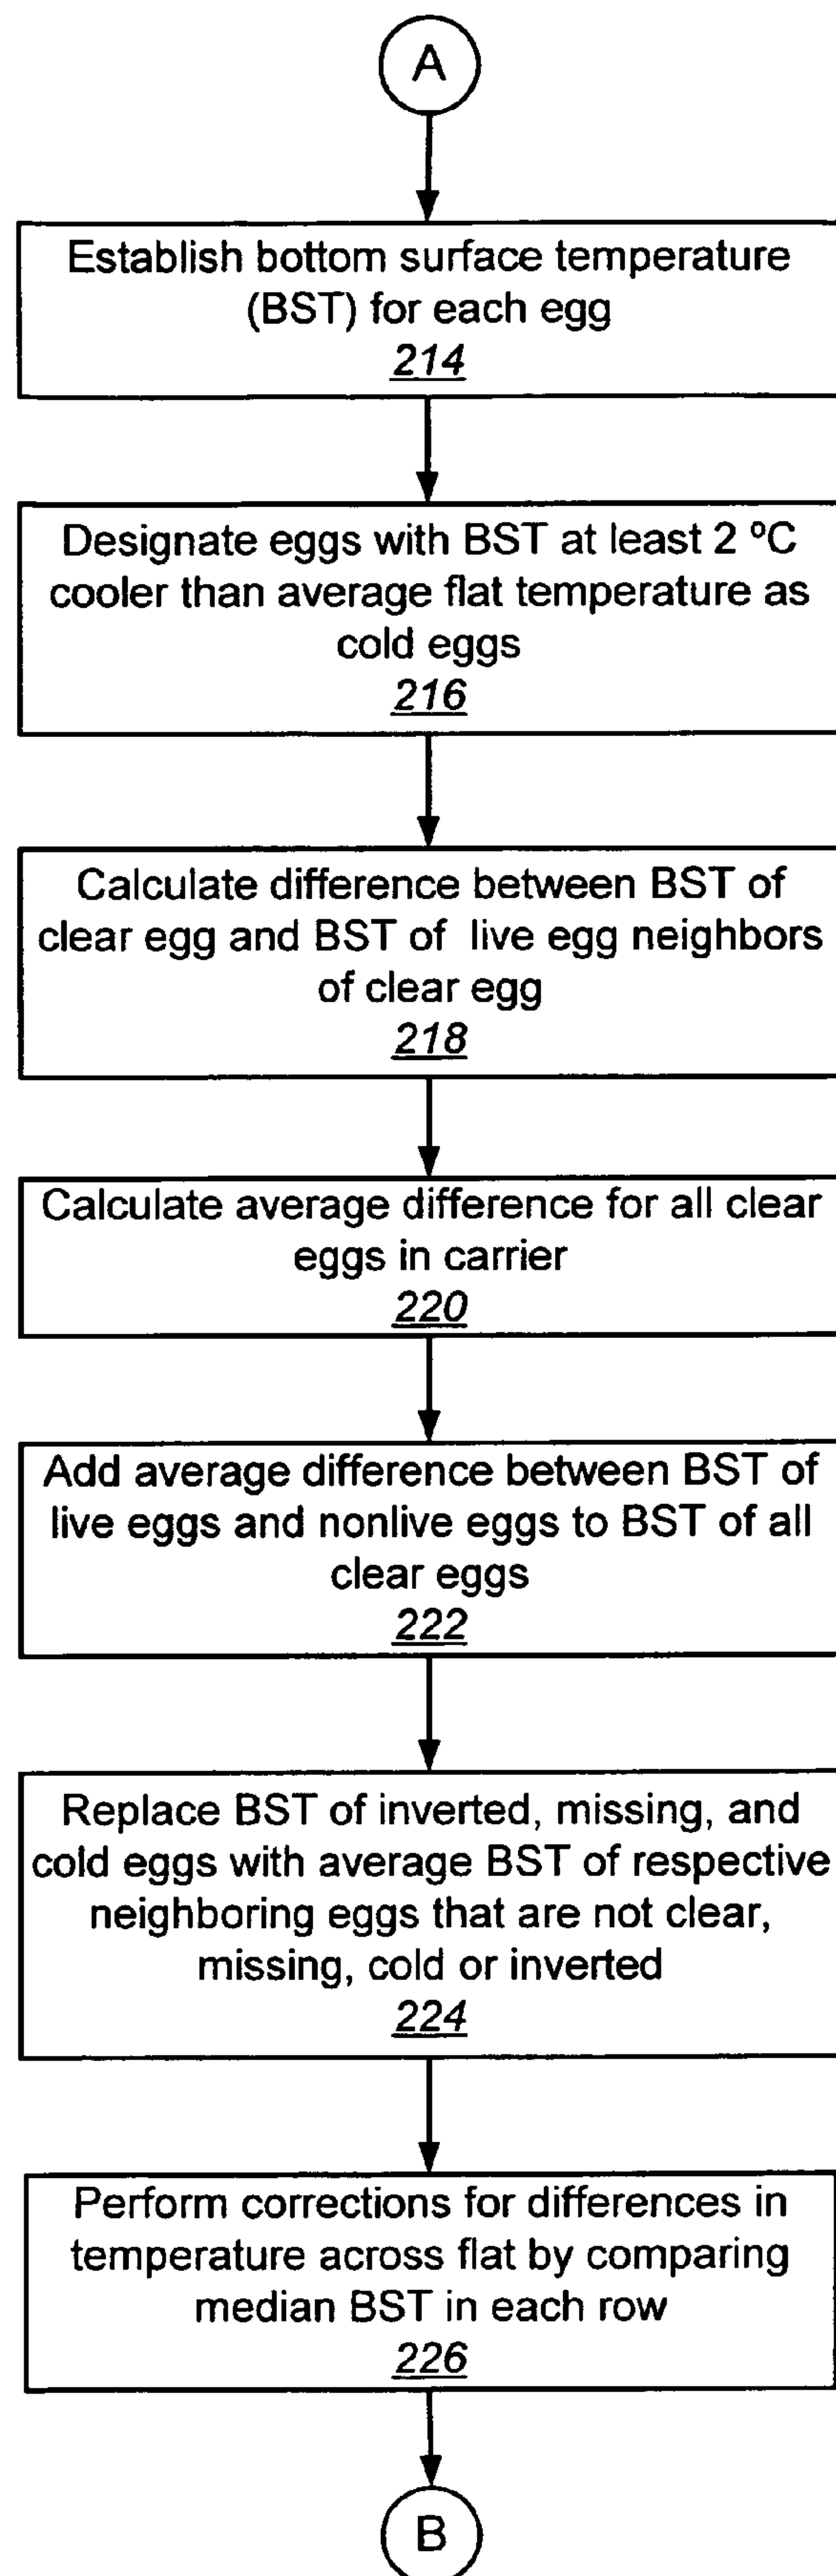 A
Establish bottom surface temperature
(BST) for each egg
214
Designate eggs with BST at least 2 ºC
cooler than average flat temperature as
cold eggs
216
Calculate difference between BST of
clear egg and BST of live egg neighbors
of clear egg
218
Calculate average difference for all clear
eggs in carrier
220
Add average difference between BST of
live eggs and nonlive eggs to BST of all
clear eggs
222
Replace BST of inverted, missing, and
cold eggs with average BST of respective
neighboring eggs that are not clear,
missing, cold or inverted
224
Perform corrections for differences in
temperature across flat by comparing
median BST in each row
226
B